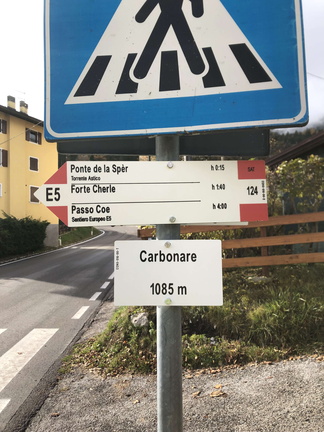 Ponte de la Spèr h 0:15
Torrente Astico
E5 Forte Cherle h 1:40 124
Passo Coe h 4:00
Sentiero Europeo E5
Carbonare
1085 m